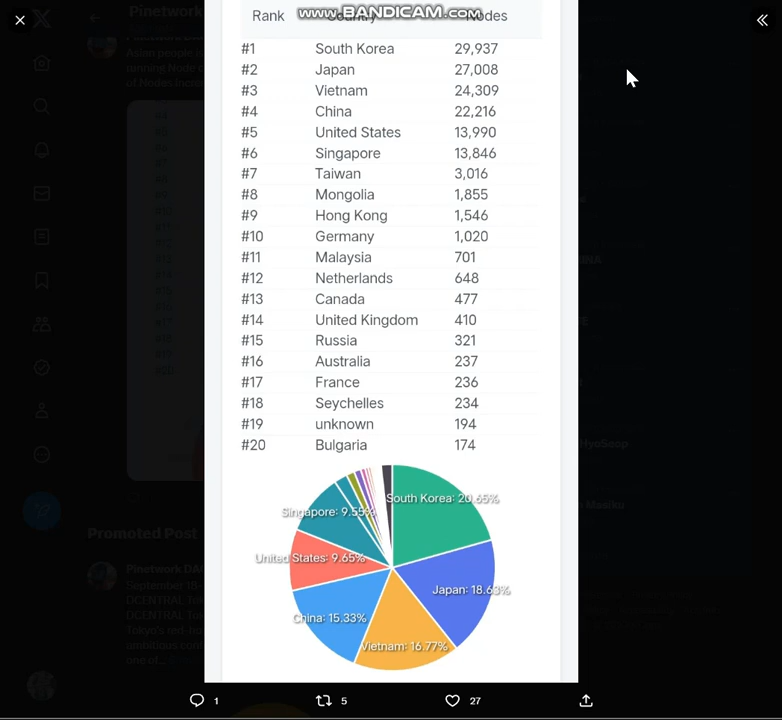 www.BANDICAM.com
Rank Country Nodes
#1 South Korea 29,937
#2 Japan 27,008
#3 Vietnam 24,309
#4 China 22,216
#5 United States 13,990
#6 Singapore 13,846
#7 Taiwan 3,016
#8 Mongolia 1,855
#9 Hong Kong 1,546
#10 Germany 1,020
#11 Malaysia 701
#12 Netherlands 648
#13 Canada 477
#14 United Kingdom 410
#15 Russia 321
#16 Australia 237
#17 France 236
#18 Seychelles 234
#19 unknown 194
#20 Bulgaria 174
South Korea: 20.65%
Singapore: 9.55%
United States: 9.65%
Japan: 18.63%
China: 15.33%
Vietnam: 16.77%
1 5 27
Promoted Post